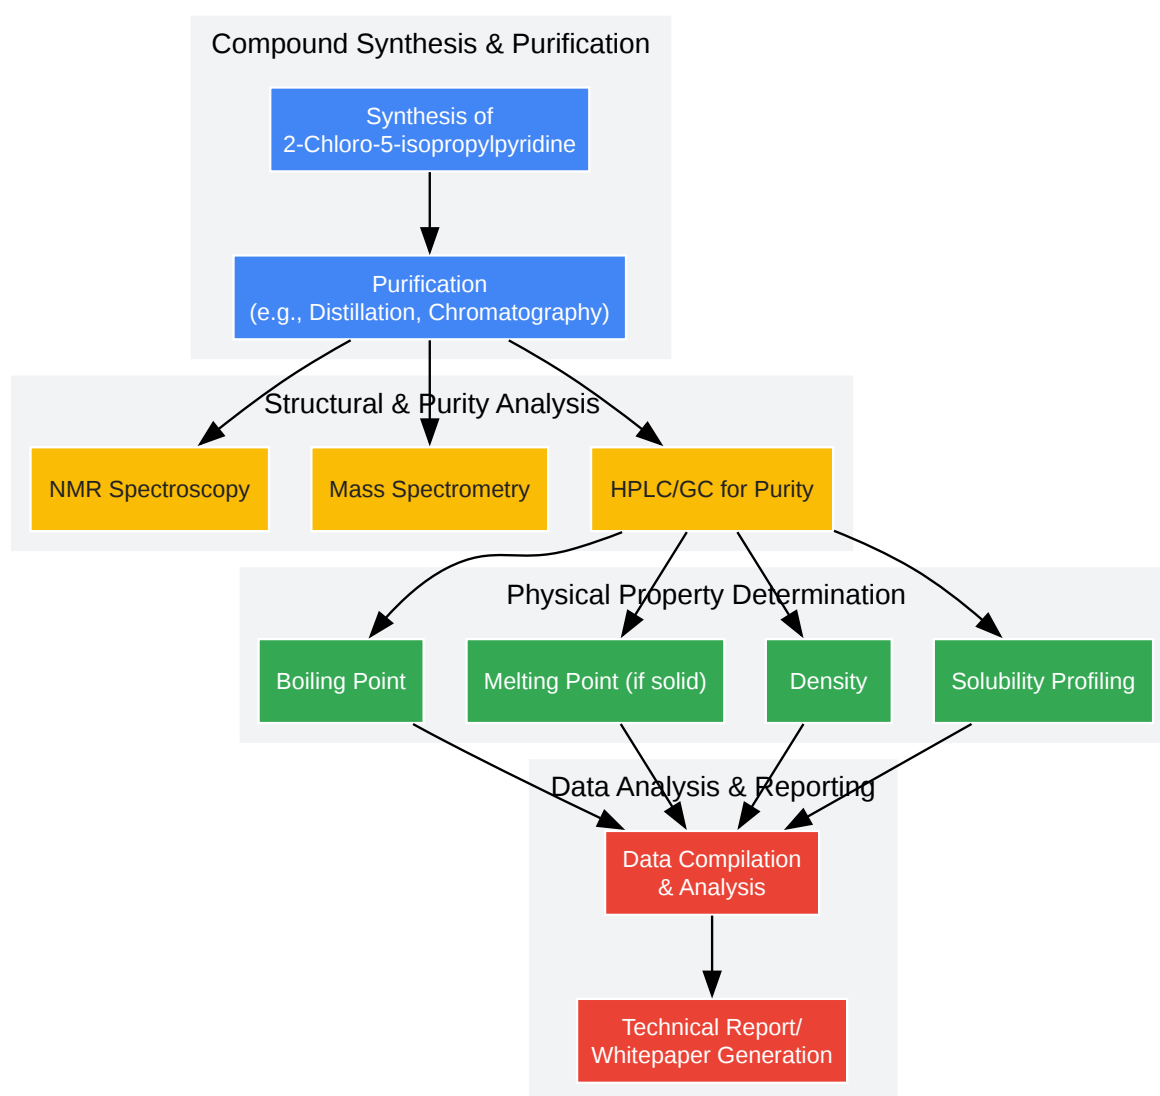 Compound Synthesis & Purification
Synthesis of
2-Chloro-5-isopropylpyridine
Purification
(e.g., Distillation, Chromatography)
Structural & Purity Analysis
NMR Spectroscopy
Mass Spectrometry
HPLC/GC for Purity
Physical Property Determination
Boiling Point
Melting Point (if solid)
Density
Solubility Profiling
Data Analysis & Reporting
Data Compilation
& Analysis
Technical Report/
Whitepaper Generation